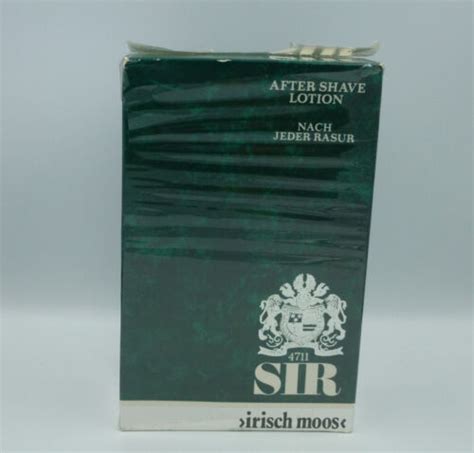 AFTER SHAVE
LOTION
NACH
JEDER RASUR
4711
SIR
›irisch moos‹